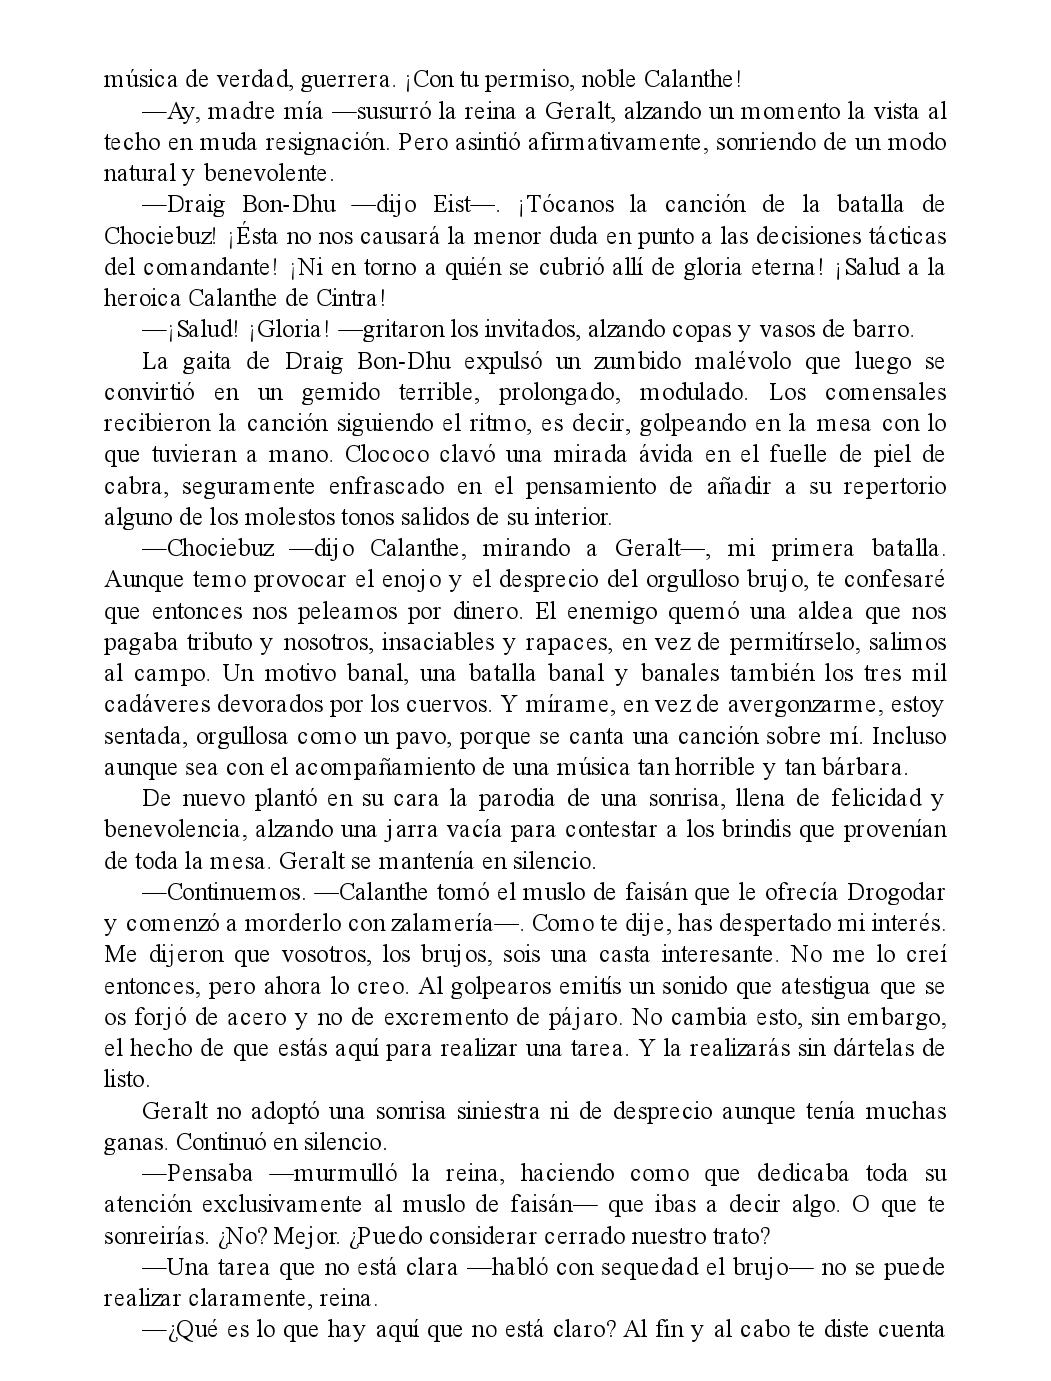 música de verdad, guerrera. ¡Con tu permiso, noble Calanthe!
—Ay, madre mía —susurró la reina a Geralt, alzando un momento la vista al
techo en muda resignación. Pero asintió afirmativamente, sonriendo de un modo
natural y benevolente.
—Draig Bon-Dhu —dijo Eist—. ¡Tócanos la canción de la batalla de
Chociebuz! ¡Ésta no nos causará la menor duda en punto a las decisiones tácticas
del comandante! ¡Ni en torno a quién se cubrió allí de gloria eterna! ¡Salud a la
heroica Calanthe de Cintra!
—¡Salud! ¡Gloria! —gritaron los invitados, alzando copas y vasos de barro.
La gaita de Draig Bon-Dhu expulsó un zumbido malévolo que luego se
convirtió en un gemido terrible, prolongado, modulado. Los comensales
recibieron la canción siguiendo el ritmo, es decir, golpeando en la mesa con lo
que tuvieran a mano. Clococo clavó una mirada ávida en el fuelle de piel de
cabra, seguramente enfrascado en el pensamiento de añadir a su repertorio
alguno de los molestos tonos salidos de su interior.
—Chociebuz —dijo Calanthe, mirando a Geralt—, mi primera batalla.
Aunque temo provocar el enojo y el desprecio del orgulloso brujo, te confesaré
que entonces nos peleamos por dinero. El enemigo quemó una aldea que nos
pagaba tributo y nosotros, insaciables y rapaces, en vez de permitírselo, salimos
al campo. Un motivo banal, una batalla banal y banales también los tres mil
cadáveres devorados por los cuervos. Y mírame, en vez de avergonzarme, estoy
sentada, orgullosa como un pavo, porque se canta una canción sobre mí. Incluso
aunque sea con el acompañamiento de una música tan horrible y tan bárbara.
De nuevo plantó en su cara la parodia de una sonrisa, llena de felicidad y
benevolencia, alzando una jarra vacía para contestar a los brindis que provenían
de toda la mesa. Geralt se mantenía en silencio.
—Continuemos. —Calanthe tomó el muslo de faisán que le ofrecía Drogodar
y comenzó a morderlo con zalamería—. Como te dije, has despertado mi interés.
Me dijeron que vosotros, los brujos, sois una casta interesante. No me lo creí
entonces, pero ahora lo creo. Al golpearos emitís un sonido que atestigua que se
os forjó de acero y no de excremento de pájaro. No cambia esto, sin embargo,
el hecho de que estás aquí para realizar una tarea. Y la realizarás sin dártelas de
listo.
Geralt no adoptó una sonrisa siniestra ni de desprecio aunque tenía muchas
ganas. Continuó en silencio.
—Pensaba —murmulló la reina, haciendo como que dedicaba toda su
atención exclusivamente al muslo de faisán— que ibas a decir algo. O que te
sonreirías. ¿No? Mejor. ¿Puedo considerar cerrado nuestro trato?
—Una tarea que no está clara —habló con sequedad el brujo— no se puede
realizar claramente, reina.
—¿Qué es lo que hay aquí que no está claro? Al fin y al cabo te diste cuenta